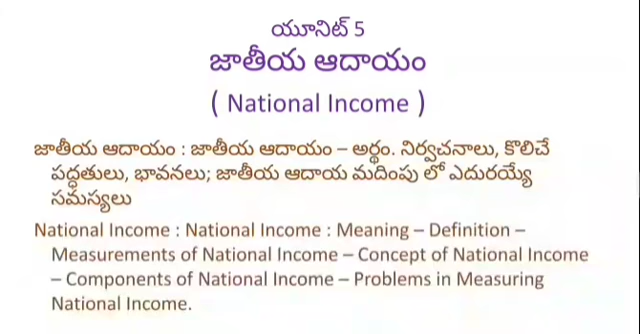 యూనిట్ 5
జాతీయ ఆదాయం
( National Income )
జాతీయ ఆదాయం : జాతీయ ఆదాయం – అర్థం. నిర్వచనాలు, కొలిచే
పద్ధతులు, భావనలు; జాతీయ ఆదాయ మదింపు లో ఎదురయ్యే
సమస్యలు
National Income : National Income : Meaning – Definition –
Measurements of National Income – Concept of National Income
– Components of National Income – Problems in Measuring
National Income.